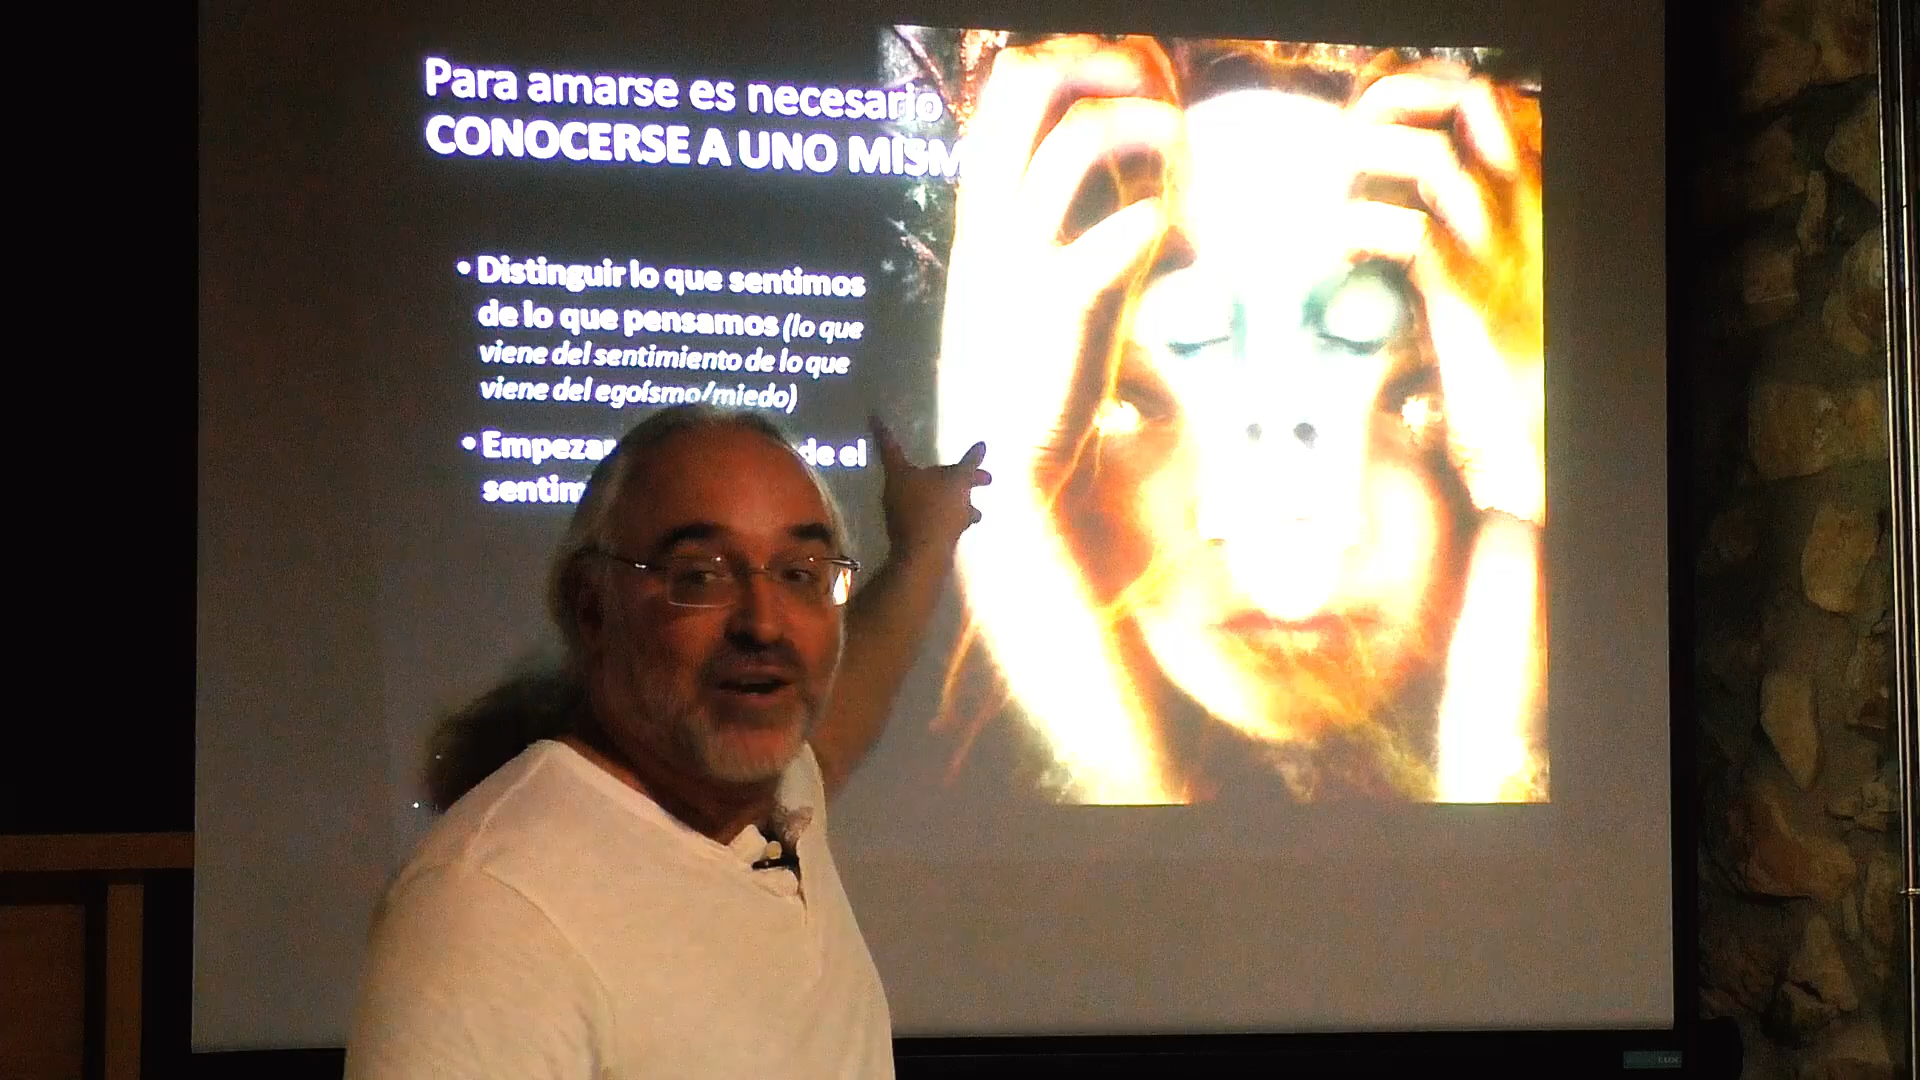 Para amarse es necesario
CONOCERSE A UNO MISM
• Distinguir lo que sentimos
de lo que pensamos (lo que
viene del sentimiento de lo que
viene del egoísmo/miedo)
• Empezar de el
sentim